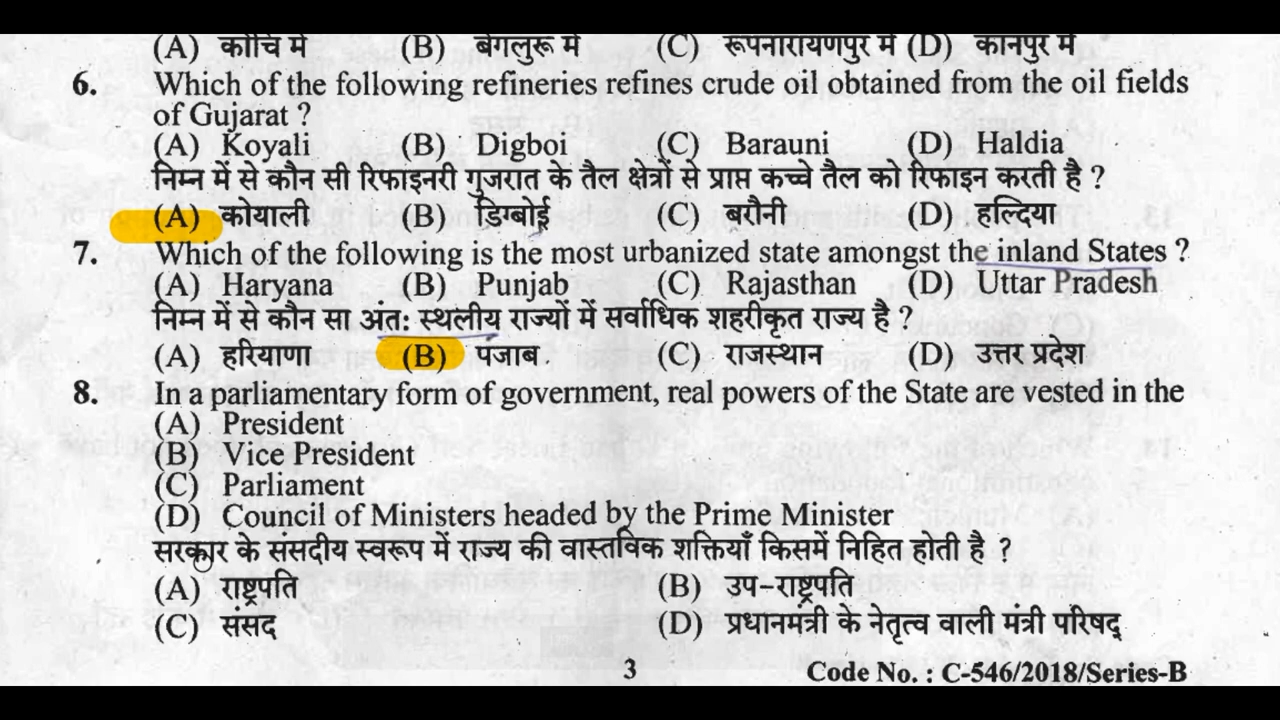 (A) कोचि में (B) बेंगलुरू में (C) रूपनारायणपुर में (D) कानपुर में
6. Which of the following refineries refines crude oil obtained from the oil fields
of Gujarat ?
(A) Koyali (B) Digboi (C) Barauni (D) Haldia
निम्न में से कौन सी रिफाइनरी गुजरात के तैल क्षेत्रों से प्राप्त कच्चे तैल को रिफाइन करती है ?
(A) कोयाली (B) डिग्बोई (C) बरौनी (D) हल्दिया
7. Which of the following is the most urbanized state amongst the inland States ?
(A) Haryana (B) Punjab (C) Rajasthan (D) Uttar Pradesh
निम्न में से कौन सा अंत: स्थलीय राज्यों में सर्वाधिक शहरीकृत राज्य है ?
(A) हरियाणा (B) पंजाब (C) राजस्थान (D) उत्तर प्रदेश
8. In a parliamentary form of government, real powers of the State are vested in the
(A) President
(B) Vice President
(C) Parliament
(D) Council of Ministers headed by the Prime Minister
सरकार के संसदीय स्वरूप में राज्य की वास्तविक शक्तियाँ किसमें निहित होती है ?
(A) राष्ट्रपति (B) उप-राष्ट्रपति
(C) संसद (D) प्रधानमंत्री के नेतृत्व वाली मंत्री परिषद्
3 Code No. : C-546/2018/Series-B